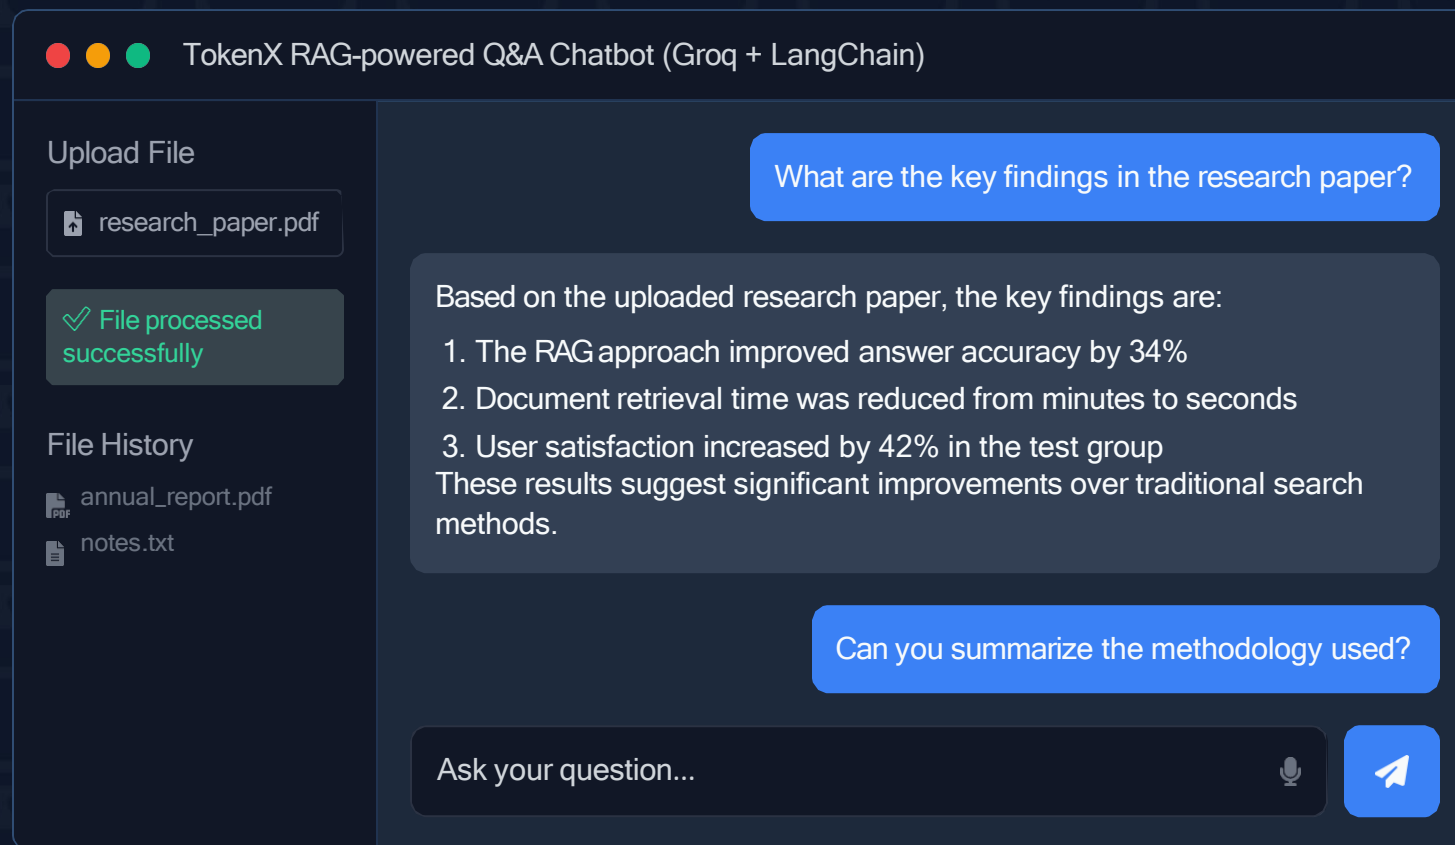 TokenX RAG-powered Q&A Chatbot (Groq + LangChain)
Upload File
research_paper.pdf
File processed
successfully
File History
PDF
annual_report.pdf
notes.txt
What are the key findings in the research paper?
Based on the uploaded research paper, the key findings are:
1. The RAG approach improved answer accuracy by 34%
2. Document retrieval time was reduced from minutes to seconds
3. User satisfaction increased by 42% in the test group
These results suggest significant improvements over traditional search
methods.
Can you summarize the methodology used?
Ask your question...